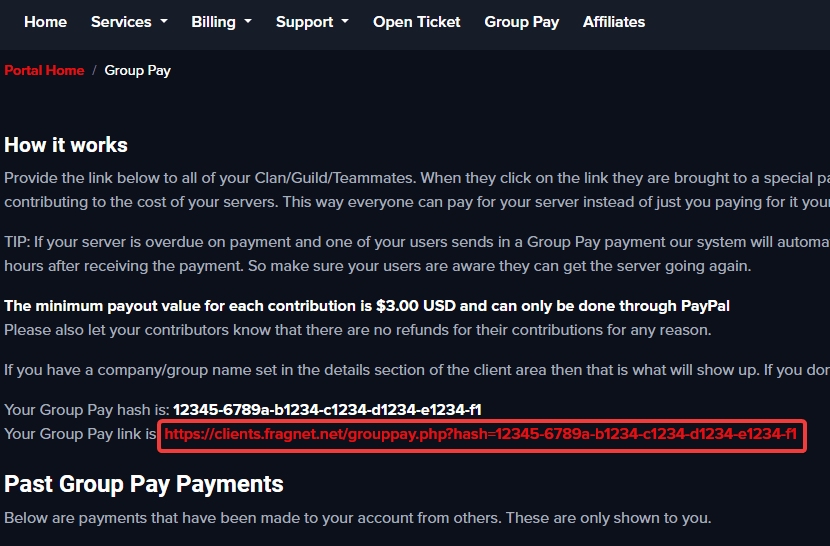 Home Services Billing Support Open Ticket Group Pay Affiliates
Portal Home / Group Pay
How it works
Provide the link below to all of your Clan/Guild/Teammates. When they click on the link they are brought to a special
contributing to the cost of your servers. This way everyone can pay for your server instead of just you paying for it
TIP: If your server is overdue on payment and one of your users sends in a Group Pay payment our system will
hours after receiving the payment. So make sure your users are aware they can get the server going again.
The minimum payout value for each contribution is $3.00 USD and can only be done through PayPal
Please also let your contributors know that there are no refunds for their contributions for any reason.
If you have a company/group name set in the details section of the client area then that is what will show up. If you
Your Group Pay hash is: 12345-6789a-b1234-c1234-d1234-e1234-f1
Your Group Pay link is https://clients.fragnet.net/grouppay.php?hash=12345-6789a-b1234-c1234-d1234-e1234-f1
Past Group Pay Payments
Below are payments that have been made to your account from others. These are only shown to you.